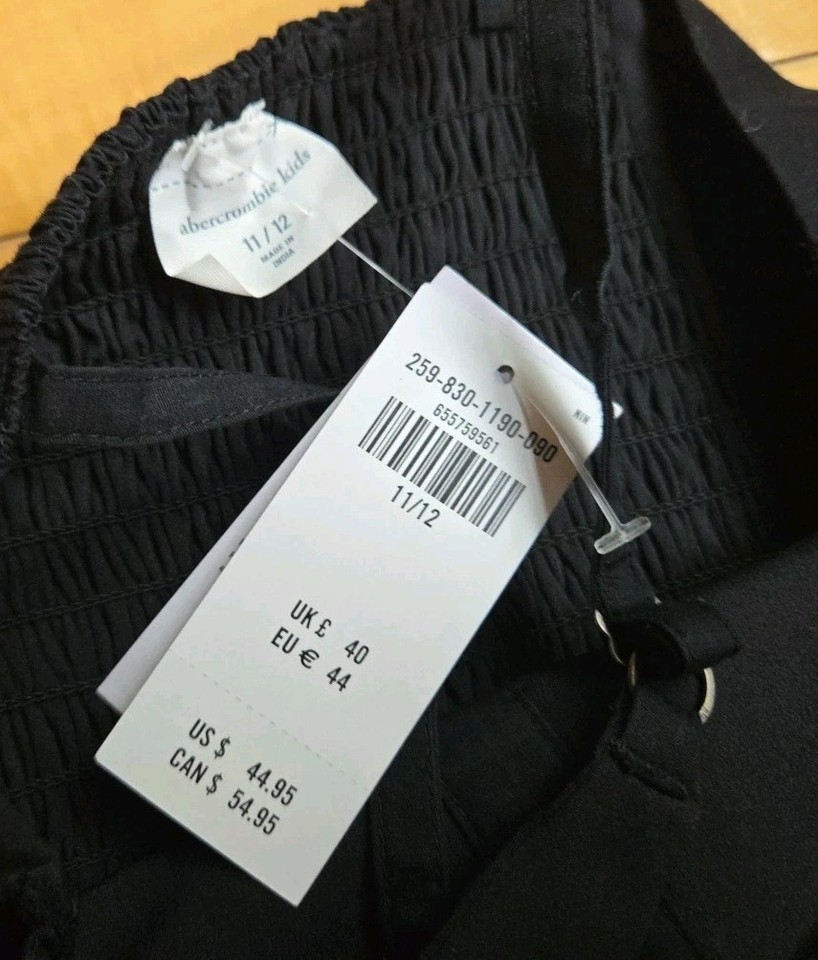 abercrombie kids
11 / 12
MADE IN
INDIA
259-830-1190-090
655759561
NIN
11/12
UK £ 40
EU € 44
US $ 44.95
CAN $ 54.95